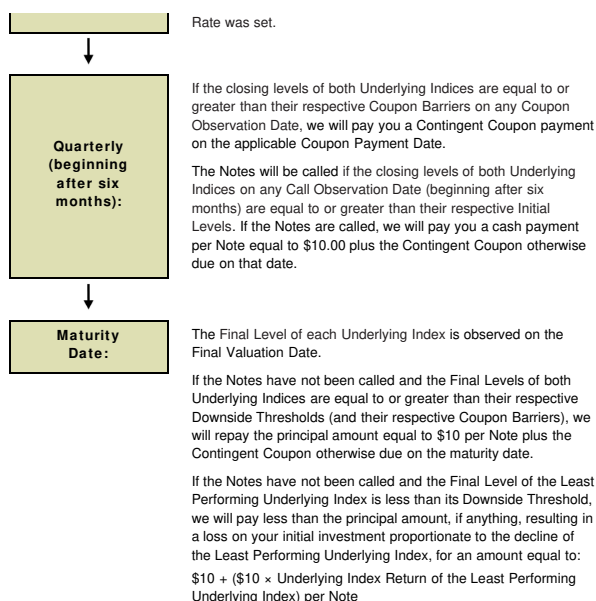 Rate was set.
Quarterly
(beginning
after six
months):
If the closing levels of both Underlying Indices are equal to or
greater than their respective Coupon Barriers on any Coupon
Observation Date, we will pay you a Contingent Coupon payment
on the applicable Coupon Payment Date.
The Notes will be called if the closing levels of both Underlying
Indices on any Call Observation Date (beginning after six
months) are equal to or greater than their respective Initial
Levels. If the Notes are called, we will pay you a cash payment
per Note equal to $10.00 plus the Contingent Coupon otherwise
due on that date.
Maturity
Date:
The Final Level of each Underlying Index is observed on the
Final Valuation Date.
If the Notes have not been called and the Final Levels of both
Underlying Indices are equal to or greater than their respective
Downside Thresholds (and their respective Coupon Barriers), we
will repay the principal amount equal to $10 per Note plus the
Contingent Coupon otherwise due on the maturity date.
If the Notes have not been called and the Final Level of the Least
Performing Underlying Index is less than its Downside Threshold,
we will pay less than the principal amount, if anything, resulting in
a loss on your initial investment proportionate to the decline of
the Least Performing Underlying Index, for an amount equal to:
$10 + ($10 × Underlying Index Return of the Least Performing
Underlying Index) per Note